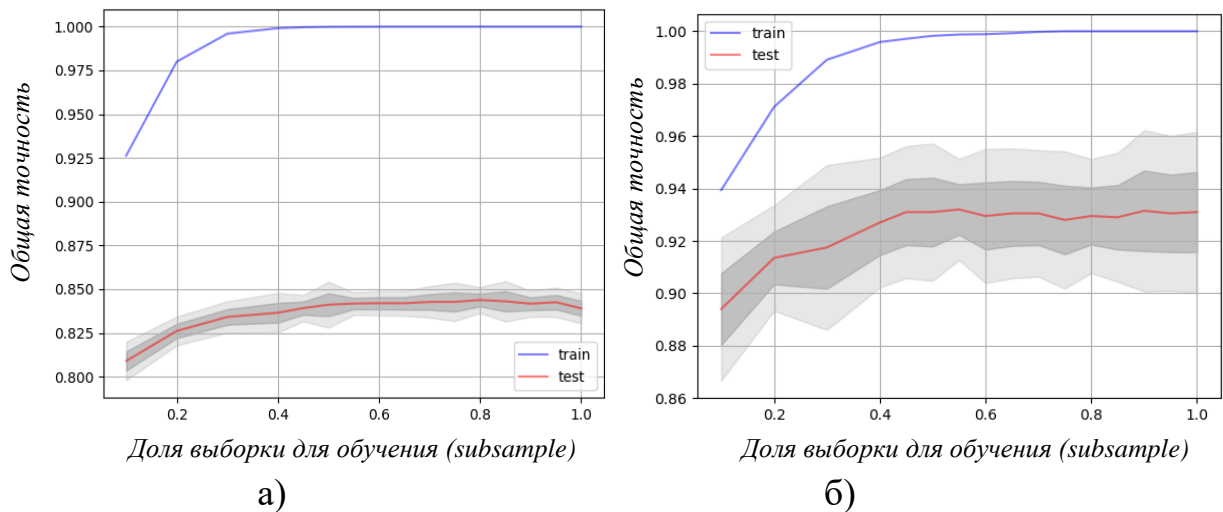 Общая точность
1.000
0.975
0.950
0.925
0.900
0.875
0.850
0.825
0.800
train
test
0.2
0.4
0.6
0.8
1.0
Доля выборки для обучения (subsample)
а)
Общая точность
1.00
0.98
0.96
0.94
0.92
0.90
0.88
0.86
train
test
0.2
0.4
0.6
0.8
1.0
Доля выборки для обучения (subsample)
б)